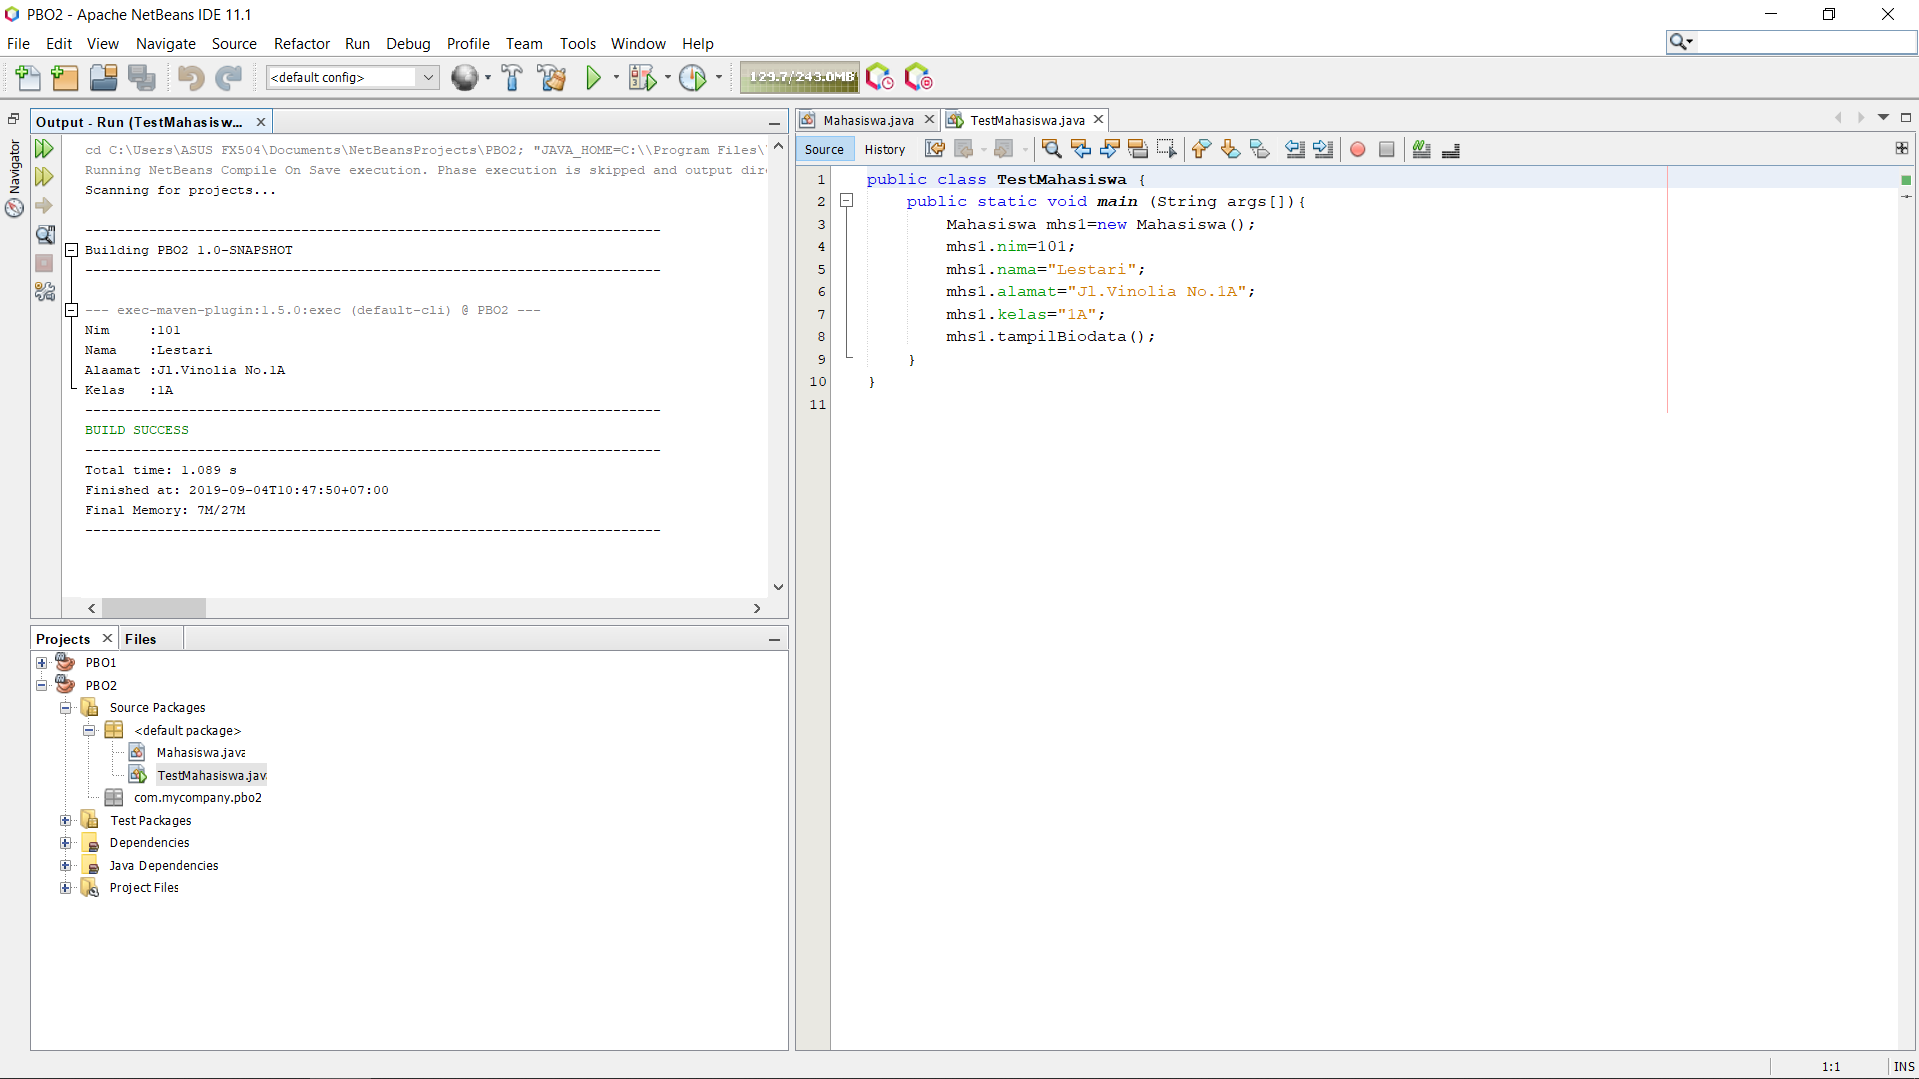 PBO2 - Apache NetBeans IDE 11.1
File Edit View Navigate Source Refactor Run Debug Profile Team Tools Window Help
<default config>
129.7/243.0MB
Navigator
Output - Run (TestMahasisw...
cd C:\Users\ASUS FX504\Documents\NetBeansProjects\PBO2; "JAVA_HOME=C:\\Program Files\
Running NetBeans Compile On Save execution. Phase execution is skipped and output dir
Scanning for projects...
------------------------------------------------------------------------
Building PBO2 1.0-SNAPSHOT
------------------------------------------------------------------------
--- exec-maven-plugin:1.5.0:exec (default-cli) @ PBO2 ---
Nim     :101
Nama    :Lestari
Alaamat :Jl.Vinolia No.1A
Kelas   :1A
------------------------------------------------------------------------
BUILD SUCCESS
------------------------------------------------------------------------
Total time: 1.089 s
Finished at: 2019-09-04T10:47:50+07:00
Final Memory: 7M/27M
------------------------------------------------------------------------
Projects Files
PBO1
PBO2
Source Packages
<default package>
Mahasiswa.java
TestMahasiswa.jav
com.mycompany.pbo2
Test Packages
Dependencies
Java Dependencies
Project Files
Mahasiswa.java TestMahasiswa.java
Source History
1 public class TestMahasiswa {
2     public static void main (String args[]){
3         Mahasiswa mhs1=new Mahasiswa();
4         mhs1.nim=101;
5         mhs1.nama="Lestari";
6         mhs1.alamat="Jl.Vinolia No.1A";
7         mhs1.kelas="1A";
8         mhs1.tampilBiodata();
9     }
10 }
11
1:1 INS